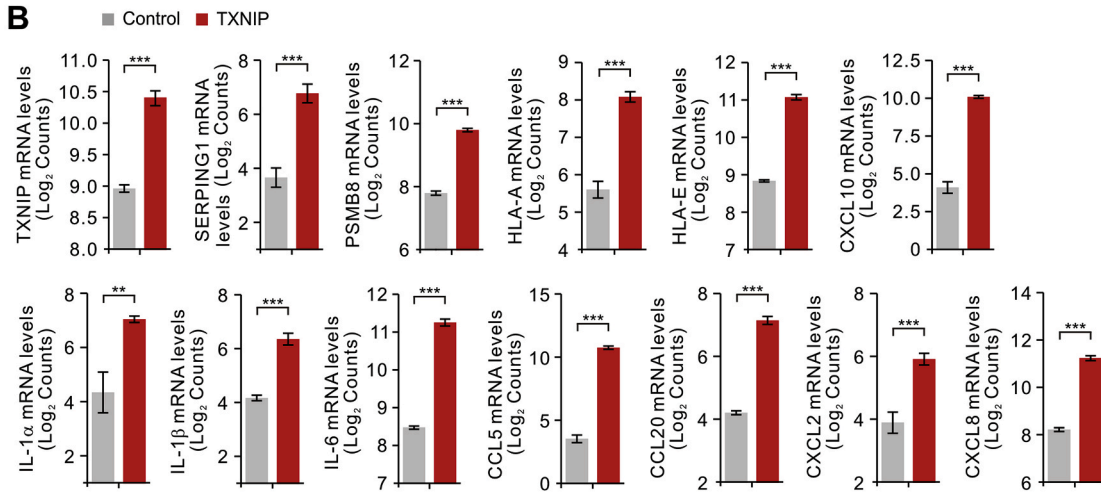 B
Control TXNIP
TXNIP mRNA levels
(Log₂ Counts)
11.0
10.5
10.0
9.5
9.0
8.5
8.0
***
SERPING1 mRNA
levels (Log₂ Counts)
8
6
4
2
***
PSMB8 mRNA levels
(Log₂ Counts)
12
10
8
6
***
HLA-A mRNA levels
(Log₂ Counts)
9
8
7
6
5
4
***
HLA-E mRNA levels
(Log₂ Counts)
12
11
10
9
8
7
***
CXCL10 mRNA levels
(Log₂ Counts)
12.5
10.0
7.5
5.0
2.5
0
***
IL-1α mRNA levels
(Log₂ Counts)
8
6
4
2
**
IL-1β mRNA levels
(Log₂ Counts)
8
6
4
2
***
IL-6 mRNA levels
(Log₂ Counts)
12
11
10
9
8
7
***
CCL5 mRNA levels
(Log₂ Counts)
15
10
5
0
***
CCL20 mRNA levels
(Log₂ Counts)
8
6
4
2
***
CXCL2 mRNA levels
(Log₂ Counts)
8
6
4
2
***
CXCL8 mRNA levels
(Log₂ Counts)
14
12
10
8
6
***